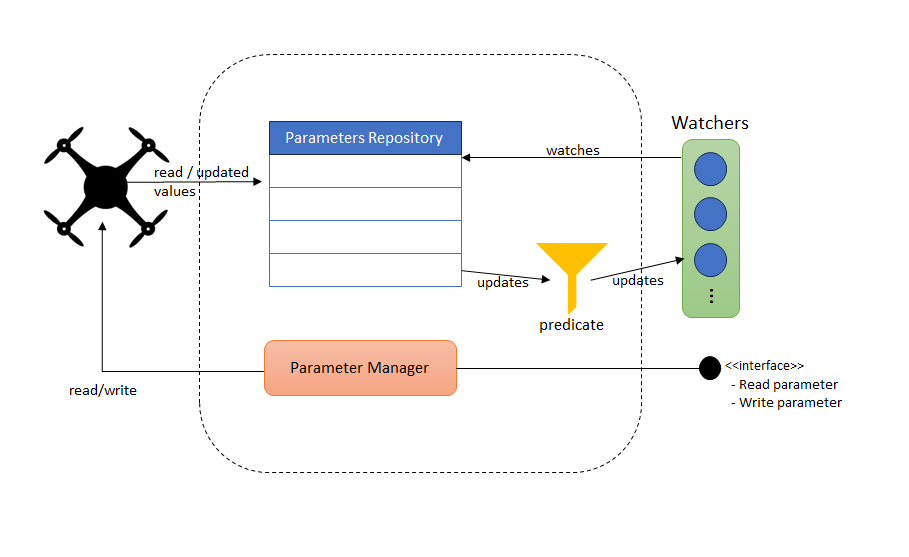 Watchers
Parameters Repository
watches
read / updated
values
updates
updates
predicate
Parameter Manager
read/write
<<interface>>
- Read parameter
- Write parameter